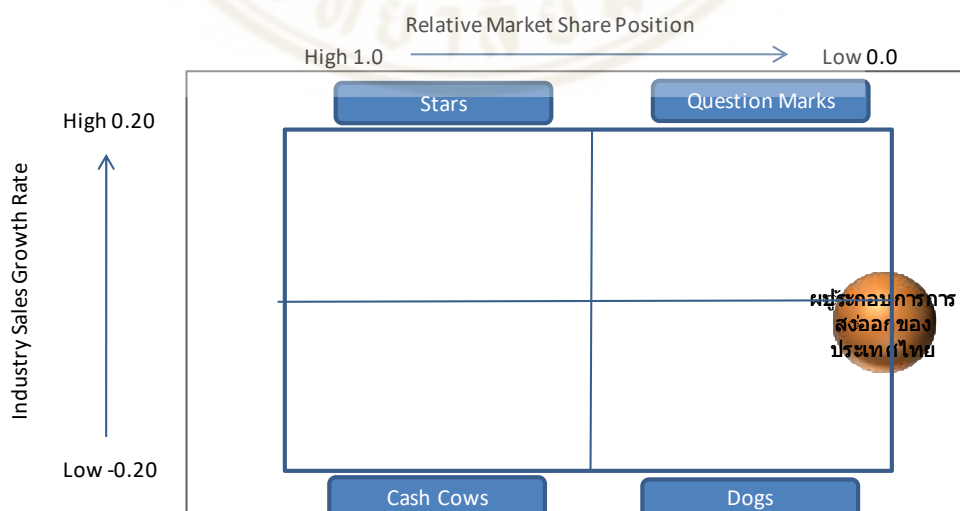 Relative Market Share Position
High 1.0 Low 0.0
Stars Question Marks
High 0.20
Industry Sales Growth Rate
ผู้ประกอบการการ
ส่งออกของ
ประเทศไทย
Low -0.20
Cash Cows Dogs